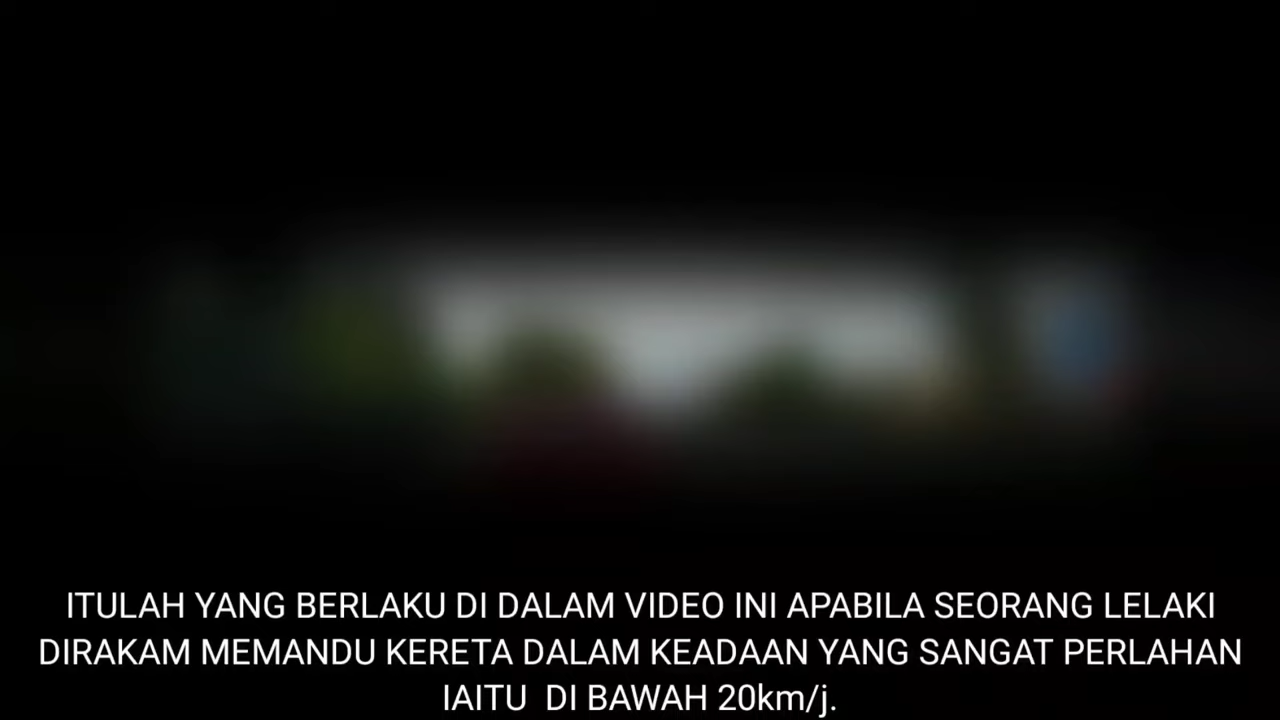 ITULAH YANG BERLAKU DI DALAM VIDEO INI APABILA SEORANG LELAKI
DIRAKAM MEMANDU KERETA DALAM KEADAAN YANG SANGAT PERLAHAN
IAITU  DI BAWAH 20km/j.